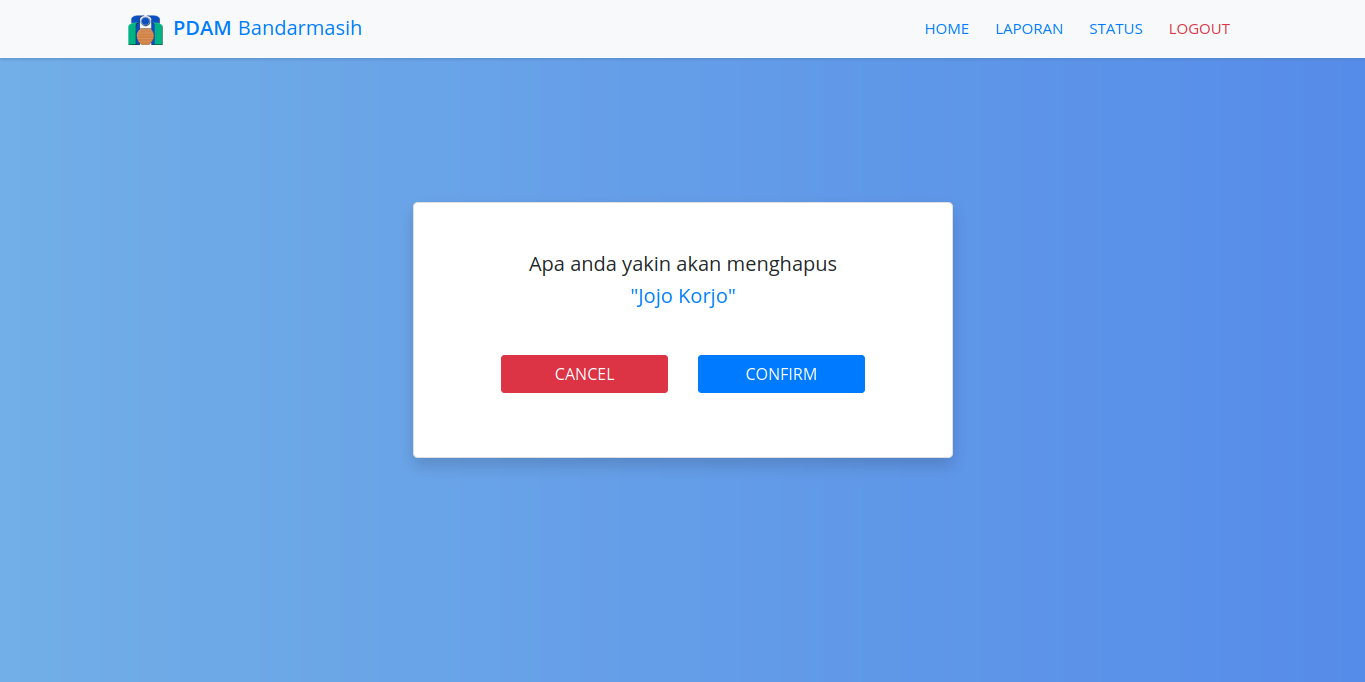 PDAM Bandarmasih
HOME LAPORAN STATUS LOGOUT
Apa anda yakin akan menghapus
"Jojo Korjo"
CANCEL CONFIRM